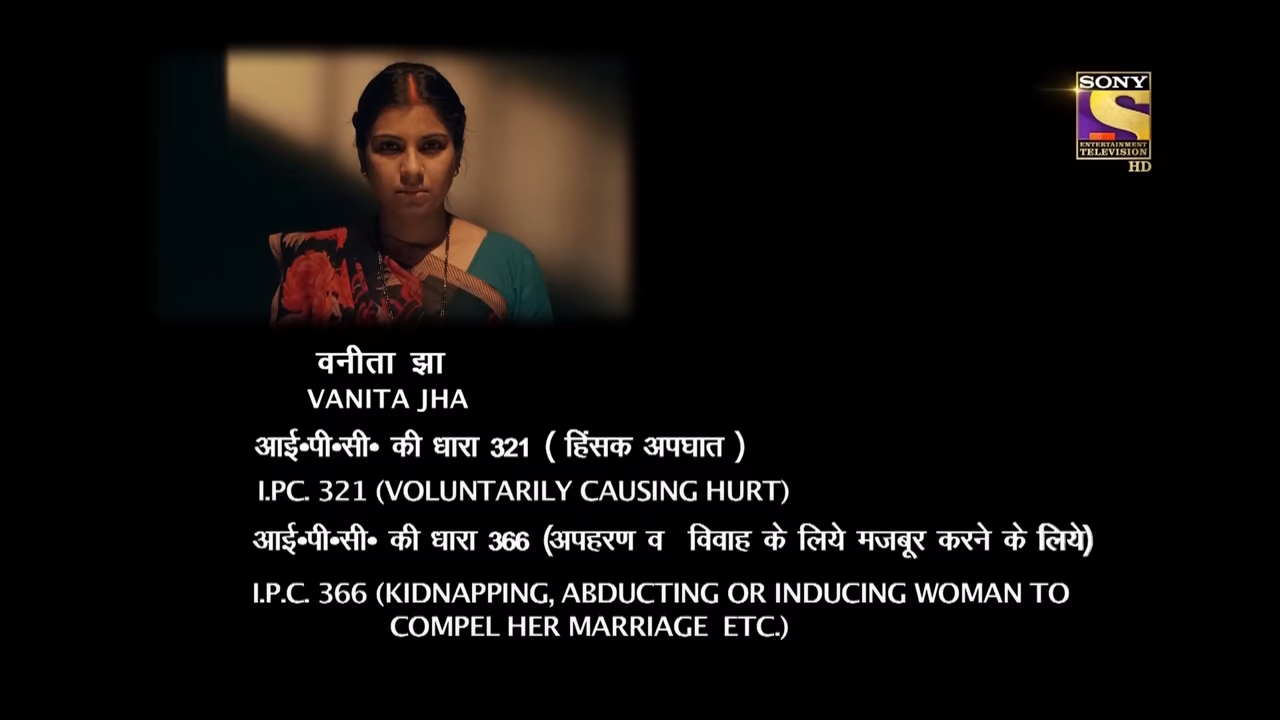 SONY
S
ENTERTAINMENT
TELEVISION
HD
वनीता झा
VANITA JHA
आई•पी•सी• की धारा 321 ( हिंसक अपघात )
I.PC. 321 (VOLUNTARILY CAUSING HURT)
आई•पी•सी• की धारा 366 (अपहरण व विवाह के लिये मजबूर करने के लिये)
I.P.C. 366 (KIDNAPPING, ABDUCTING OR INDUCING WOMAN TO
COMPEL HER MARRIAGE ETC.)